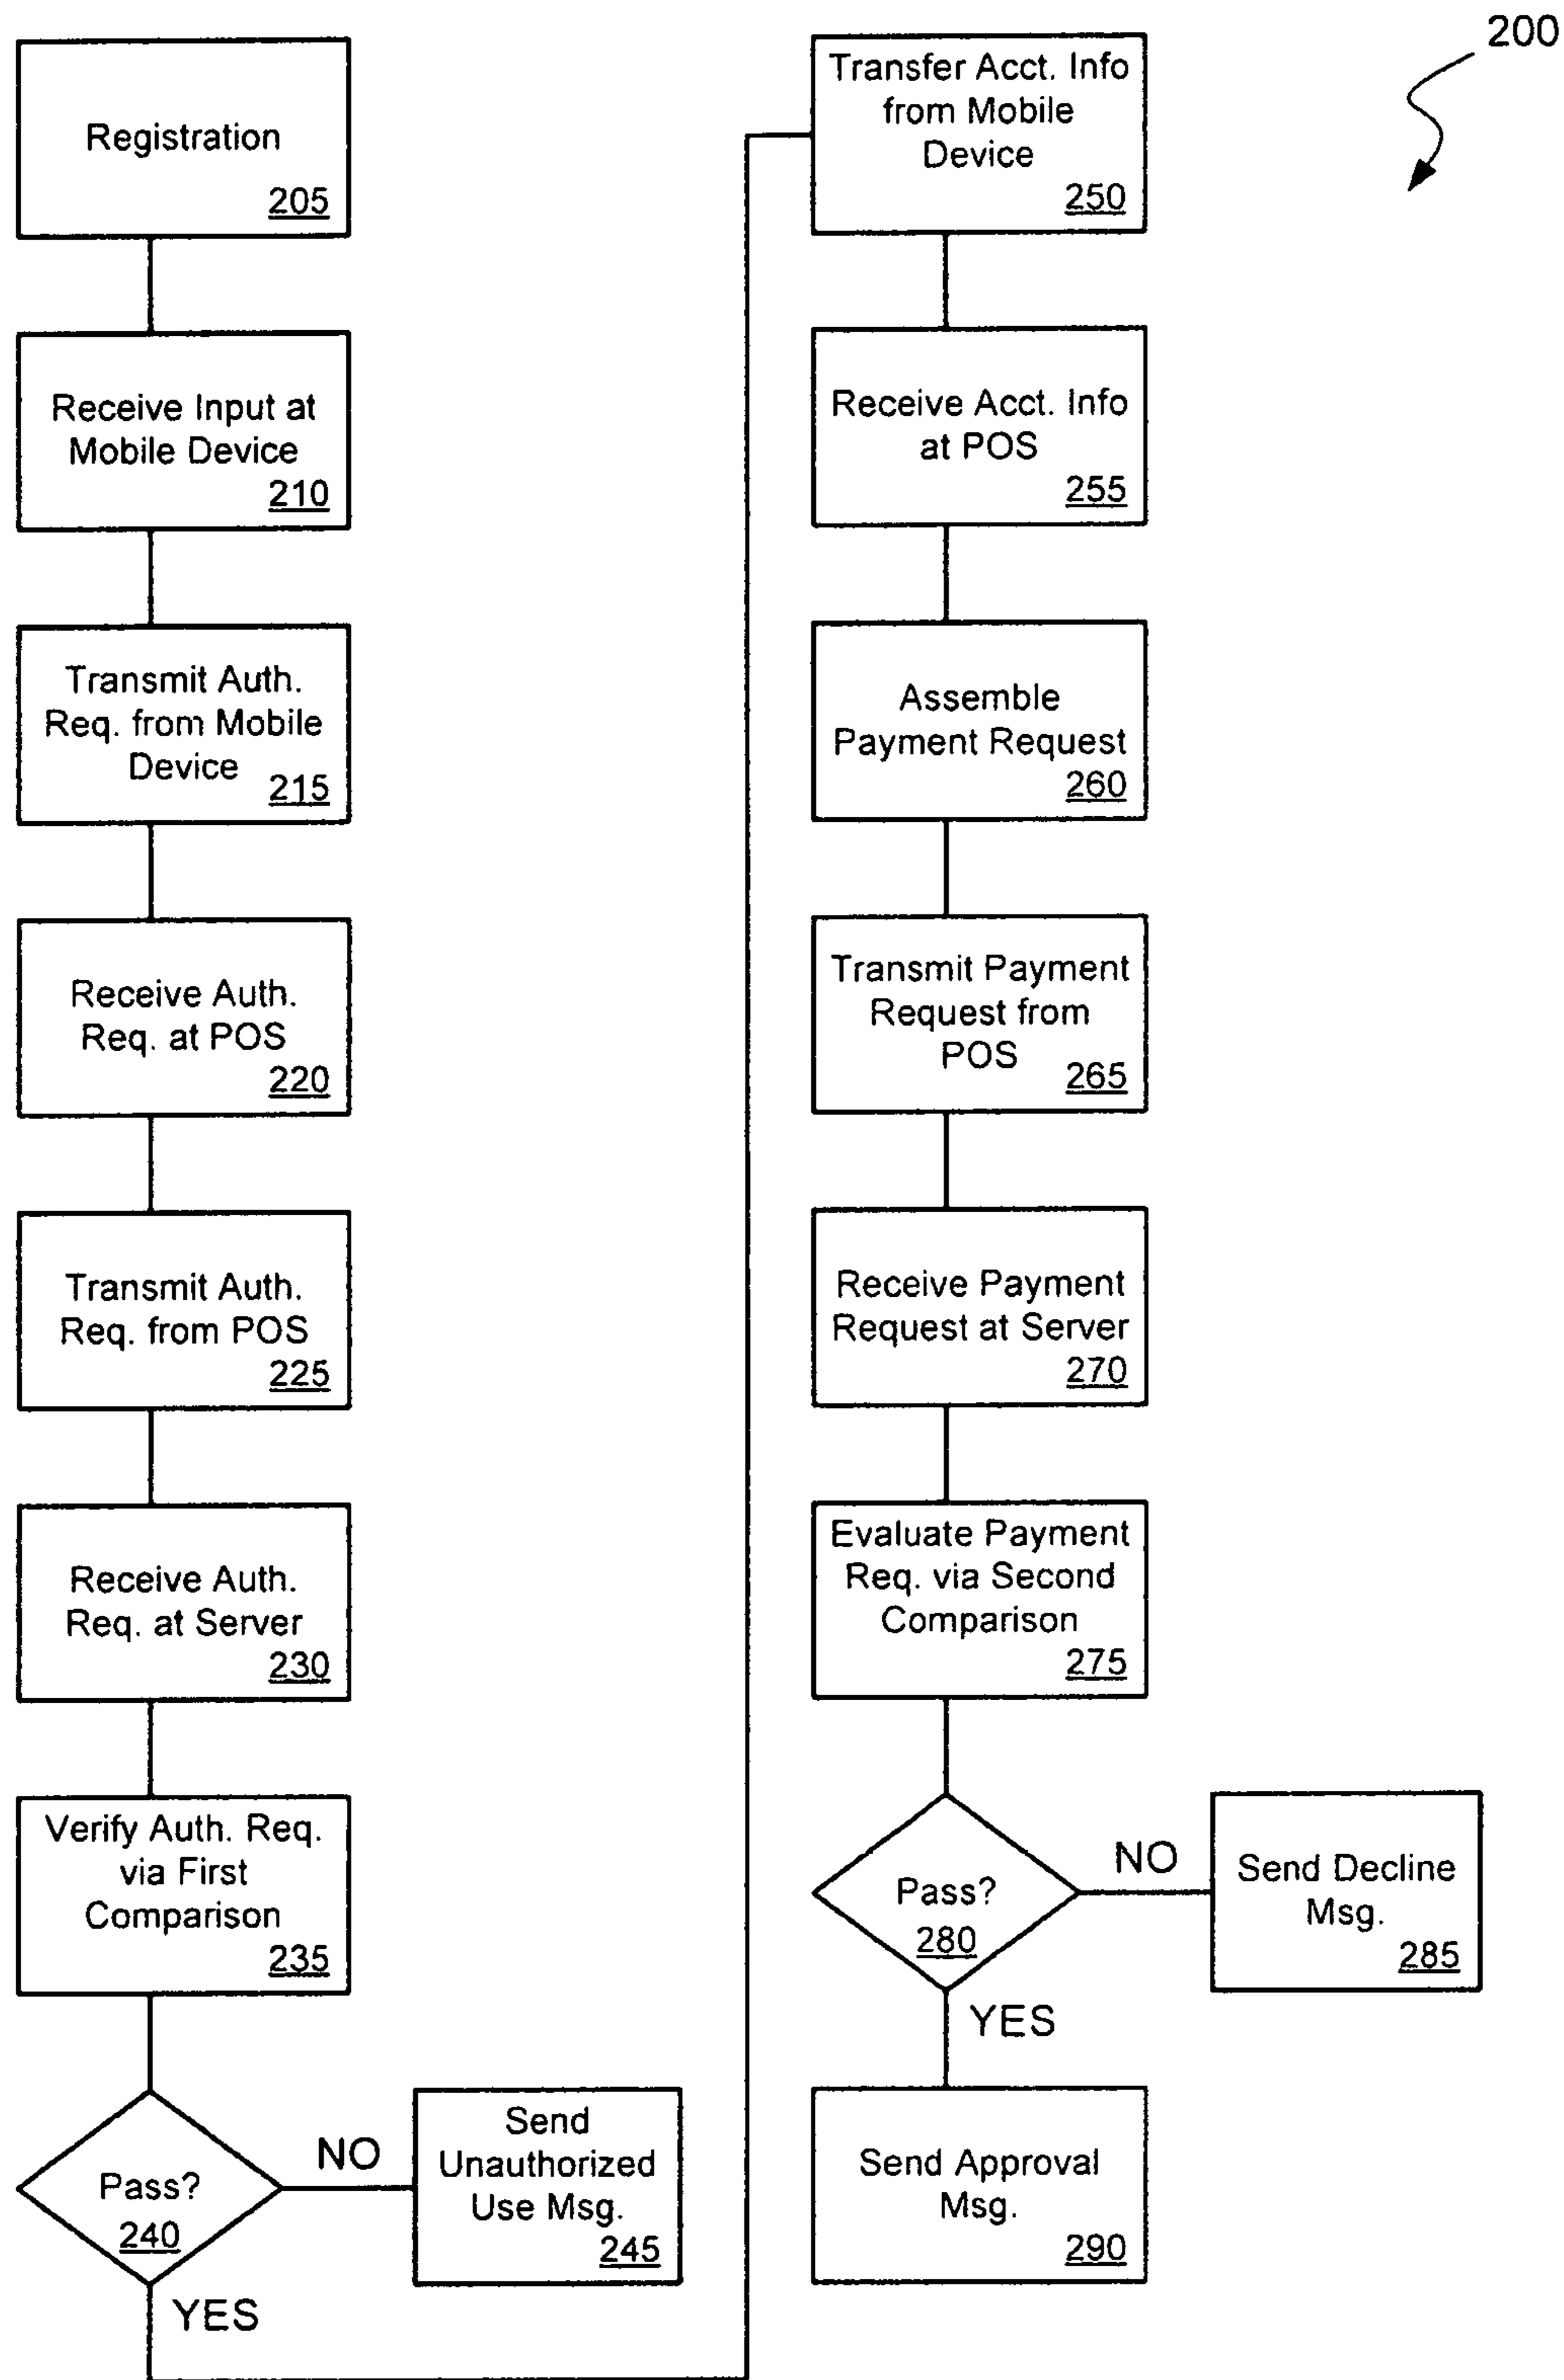 200
Registration
205
Receive Input at
Mobile Device
210
Transmit Auth.
Req. from Mobile
Device
215
Receive Auth.
Req. at POS
220
Transmit Auth.
Req. from POS
225
Receive Auth.
Req. at Server
230
Verify Auth. Req.
via First
Comparison
235
Pass?
240
NO
Send
Unauthorized
Use Msg.
245
YES
Transfer Acct. Info
from Mobile
Device
250
Receive Acct. Info
at POS
255
Assemble
Payment Request
260
Transmit Payment
Request from
POS
265
Receive Payment
Request at Server
270
Evaluate Payment
Req. via Second
Comparison
275
Pass?
280
NO
Send Decline
Msg.
285
YES
Send Approval
Msg.
290